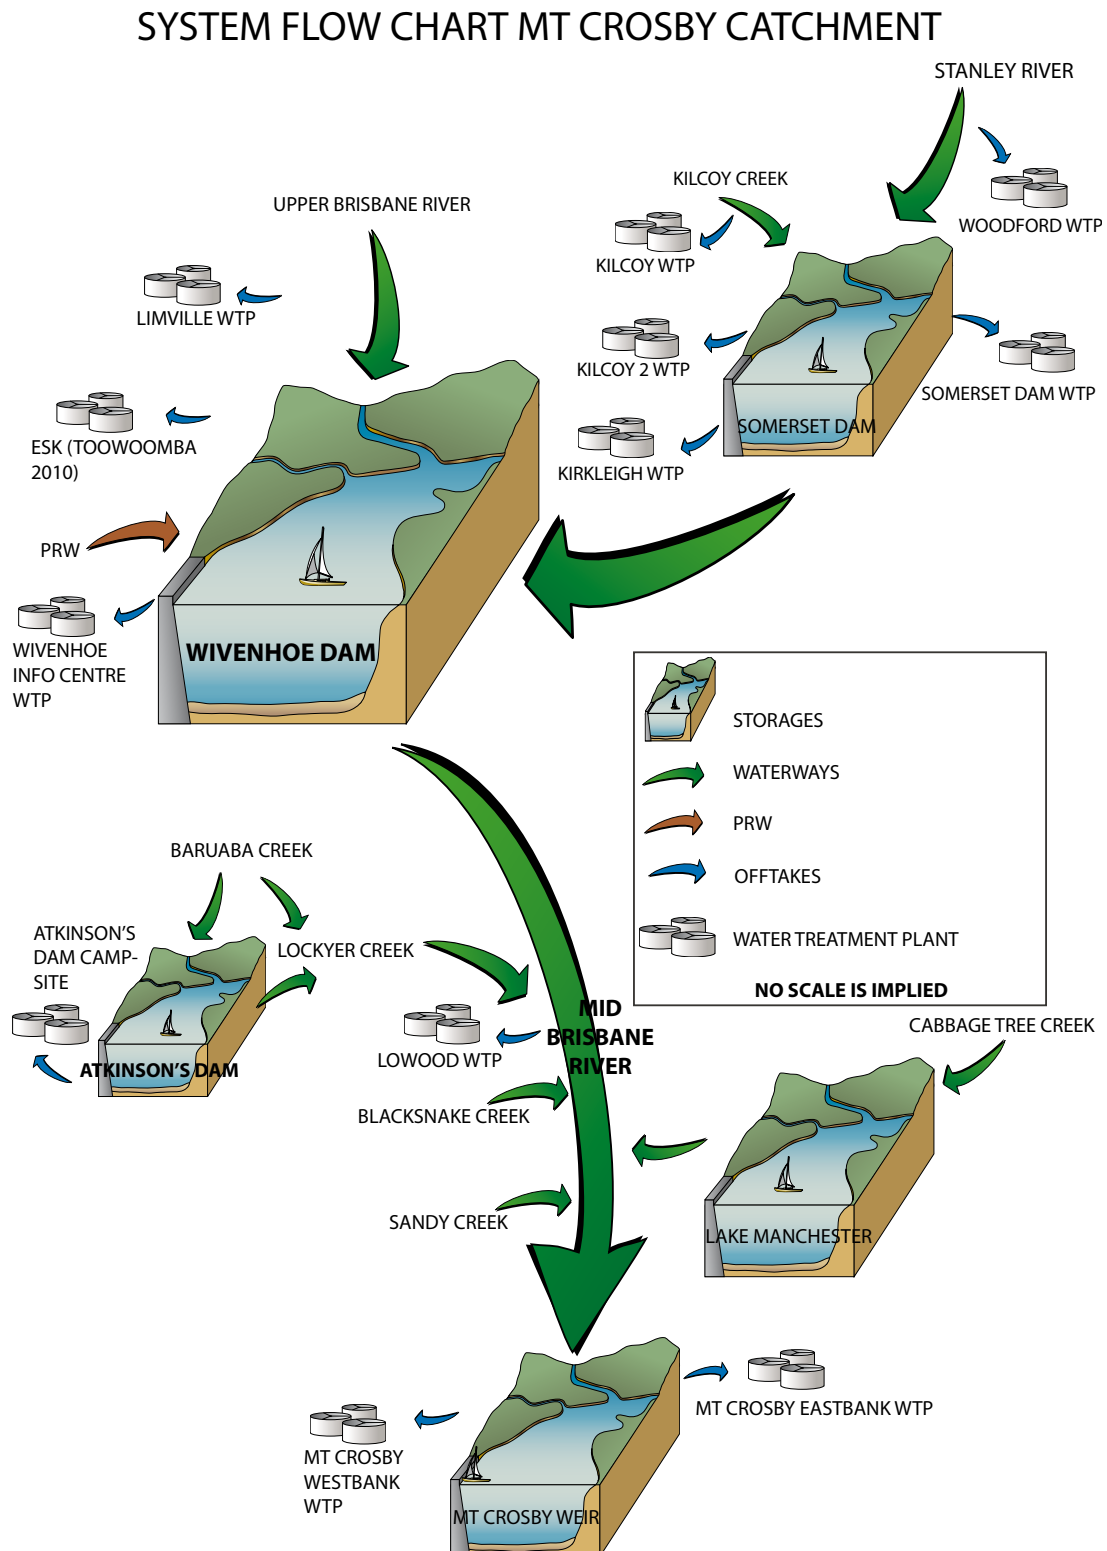 SYSTEM FLOW CHART MT CROSBY CATCHMENT
STANLEY RIVER
KILCOY CREEK
UPPER BRISBANE RIVER
WOODFORD WTP
KILCOY WTP
LIMVILLE WTP
KILCOY 2 WTP
SOMERSET DAM WTP
SOMERSET DAM
ESK (TOOWOOMBA
2010)
KIRKLEIGH WTP
PRW
WIVENHOE
INFO CENTRE
WTP
WIVENHOE DAM
STORAGES
WATERWAYS
PRW
OFFTAKES
WATER TREATMENT PLANT
NO SCALE IS IMPLIED
BARUABA CREEK
ATKINSON'S
DAM CAMP-
SITE
LOCKYER CREEK
ATKINSON'S DAM
LOWOOD WTP
MID
BRISBANE
RIVER
CABBAGE TREE CREEK
BLACKSNAKE CREEK
SANDY CREEK
LAKE MANCHESTER
MT CROSBY EASTBANK WTP
MT CROSBY
WESTBANK
WTP
MT CROSBY WEIR